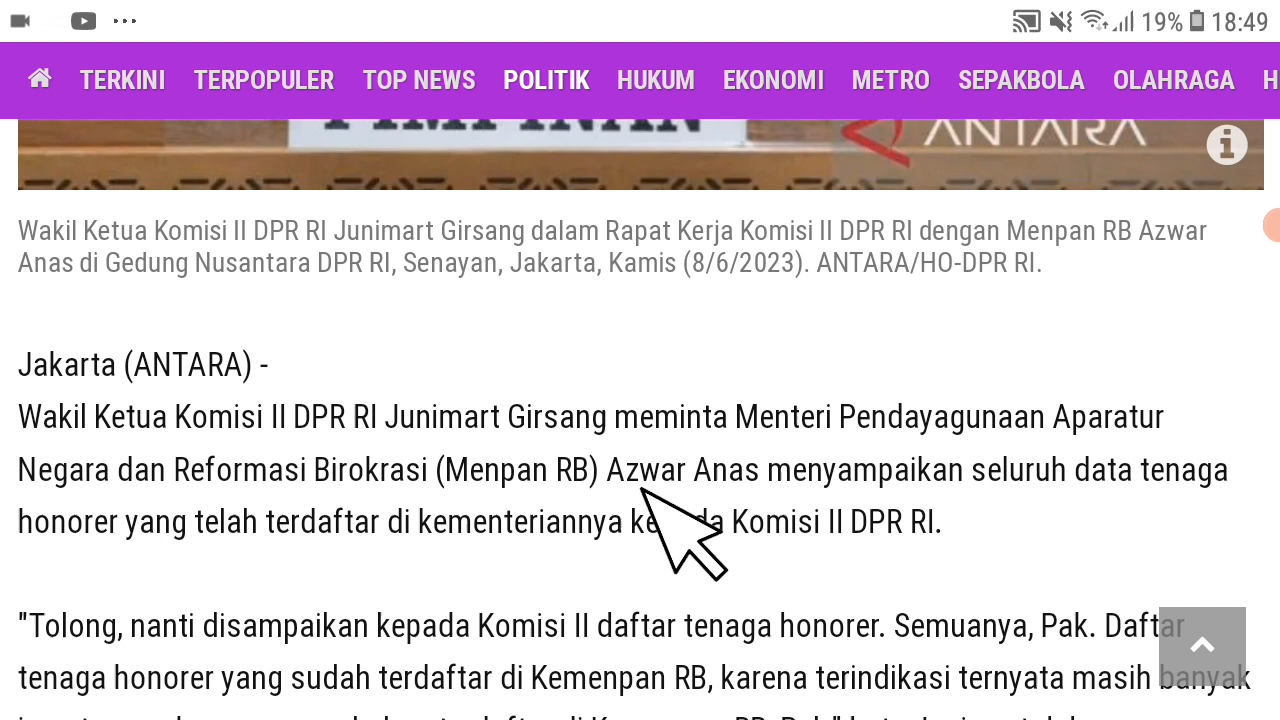 19% 18:49
TERKINI TERPOPULER TOP NEWS POLITIK HUKUM EKONOMI METRO SEPAKBOLA OLAHRAGA H
PIMPINAN
ANTARA
Wakil Ketua Komisi II DPR RI Junimart Girsang dalam Rapat Kerja Komisi II DPR RI dengan Menpan RB Azwar
Anas di Gedung Nusantara DPR RI, Senayan, Jakarta, Kamis (8/6/2023). ANTARA/HO-DPR RI.
Jakarta (ANTARA) -
Wakil Ketua Komisi II DPR RI Junimart Girsang meminta Menteri Pendayagunaan Aparatur
Negara dan Reformasi Birokrasi (Menpan RB) Azwar Anas menyampaikan seluruh data tenaga
honorer yang telah terdaftar di kementeriannya kepada Komisi II DPR RI.
"Tolong, nanti disampaikan kepada Komisi II daftar tenaga honorer. Semuanya, Pak. Daftar
tenaga honorer yang sudah terdaftar di Kemenpan RB, karena terindikasi ternyata masih banyak